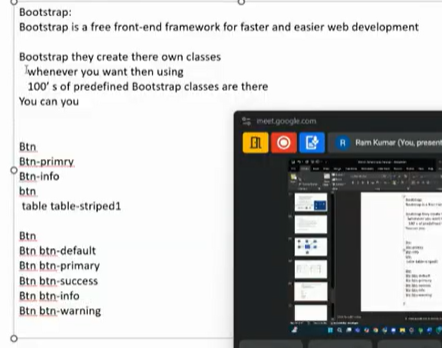 Bootstrap:
Bootstrap is a free front-end framework for faster and easier web development
Bootstrap they create there own classes
whenever you want then using
100' s of predefined Bootstrap classes are there
You can you
Btn
Btn-primry
Btn-info
btn
table table-striped1
Btn
Btn btn-default
Btn btn-primary
Btn btn-success
Btn btn-info
Btn btn-warning
meet.google.com
R Ram Kumar (You, present